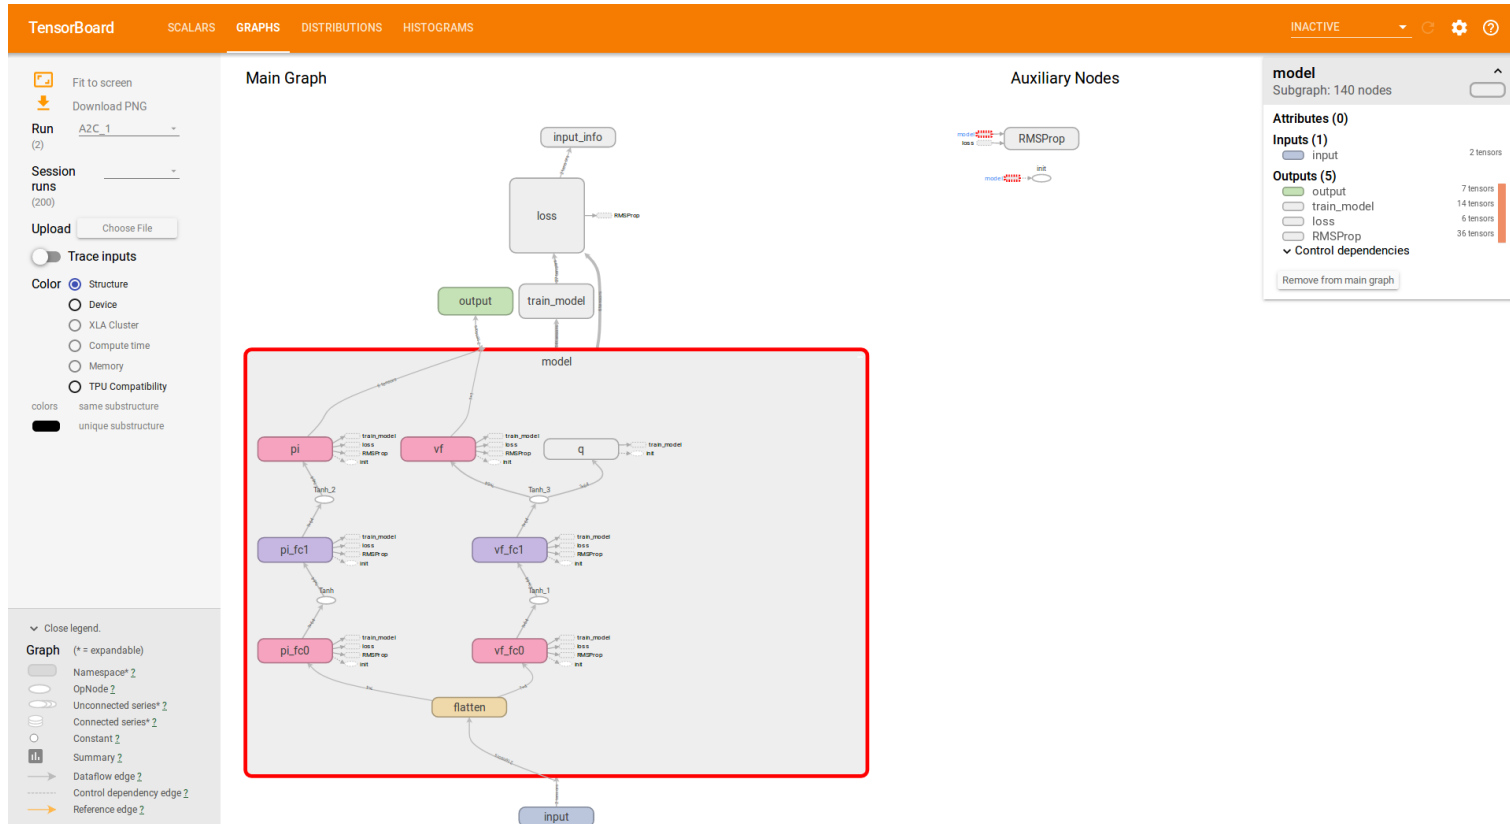 TensorBoard SCALARS GRAPHS DISTRIBUTIONS HISTOGRAMS INACTIVE
Fit to screen
Download PNG
Run A2C_1
(2)
Session
runs
(200)
Upload Choose File
Trace inputs
Color Structure
Device
XLA Cluster
Compute time
Memory
TPU Compatibility
colors same substructure
unique substructure
Close legend.
Graph (* = expandable)
Namespace* ?
OpNode ?
Unconnected series* ?
Connected series* ?
Constant ?
Summary ?
Dataflow edge ?
Control dependency edge ?
Reference edge ?
Main Graph
input_info
loss
RMSProp
output
train_model
model
pi
train_model
loss
RMSProp
init
vf
train_model
loss
RMSProp
init
q
train_model
init
Tanh_2
Tanh_3
pi_fc1
train_model
loss
RMSProp
init
vf_fc1
train_model
loss
RMSProp
init
Tanh
Tanh_1
pi_fc0
train_model
loss
RMSProp
init
vf_fc0
train_model
loss
RMSProp
init
flatten
input
Auxiliary Nodes
model
loss
RMSProp
init
model
model
Subgraph: 140 nodes
Attributes (0)
Inputs (1)
input 2 tensors
Outputs (5)
output 7 tensors
train_model 14 tensors
loss 6 tensors
RMSProp 36 tensors
Control dependencies
Remove from main graph